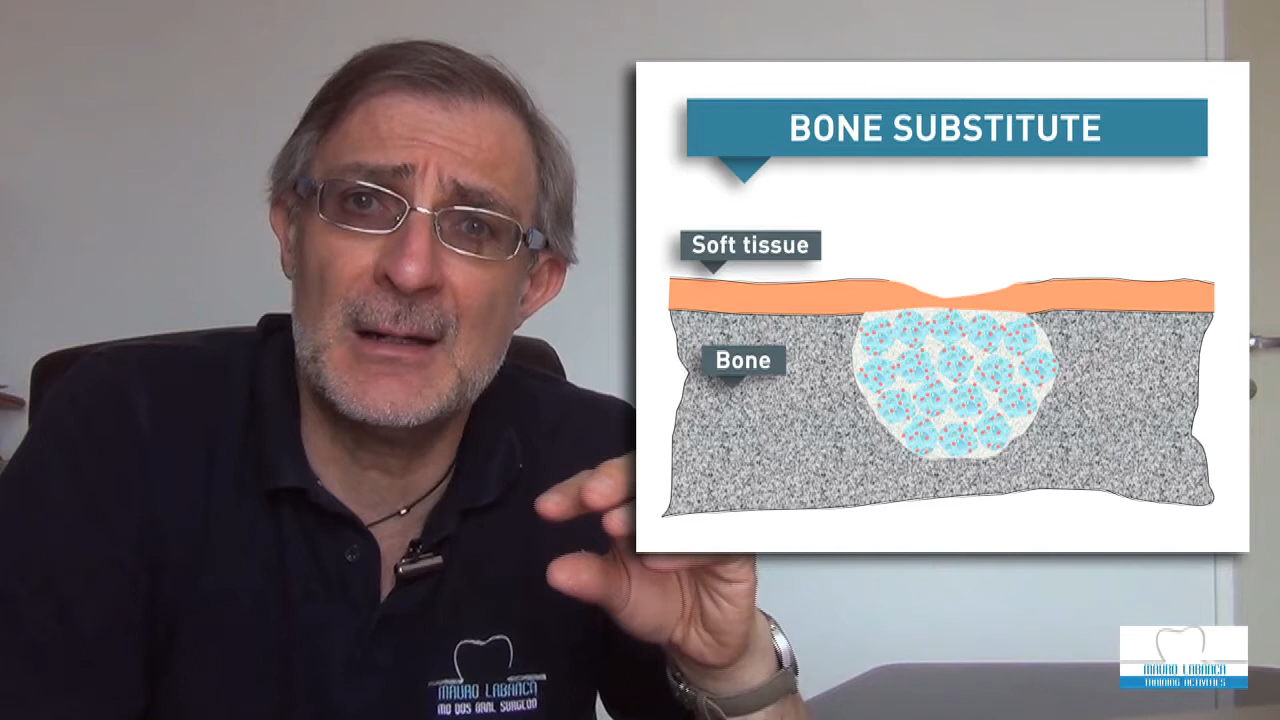 BONE SUBSTITUTE
Soft tissue
Bone
MAURO LABANCA
MD DDS ORAL SURGEON
MAURO LABANCA
TRAINING ACTIVITIES